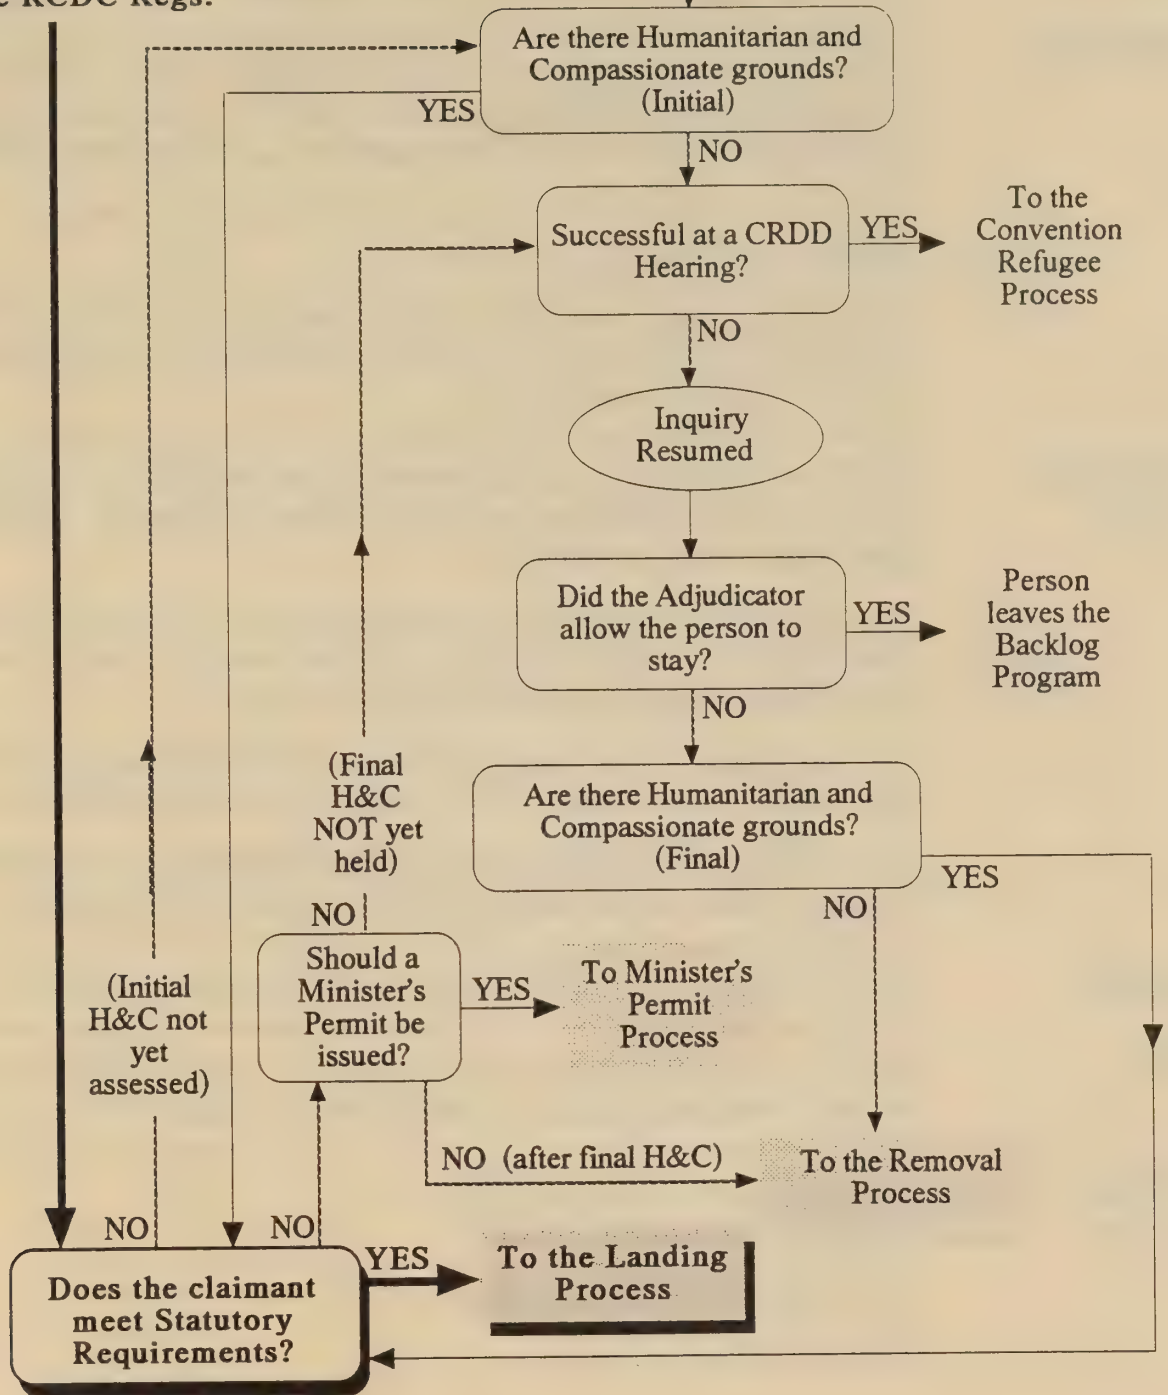 RCDC Regs.
Are there Humanitarian and
Compassionate grounds?
(Initial)
YES
NO
Successful at a CRDD
Hearing?
YES
To the
Convention
Refugee
Process
NO
Inquiry
Resumed
Did the Adjudicator
allow the person to
stay?
YES
Person
leaves the
Backlog
Program
NO
(Final
H&C
NOT yet
held)
Are there Humanitarian and
Compassionate grounds?
(Final)
YES
NO
NO
Should a
Minister's
Permit be
issued?
YES
To Minister's
Permit
Process
(Initial
H&C not
yet
assessed)
NO (after final H&C)
To the Removal
Process
NO
NO
Does the claimant
meet Statutory
Requirements?
YES
To the Landing
Process